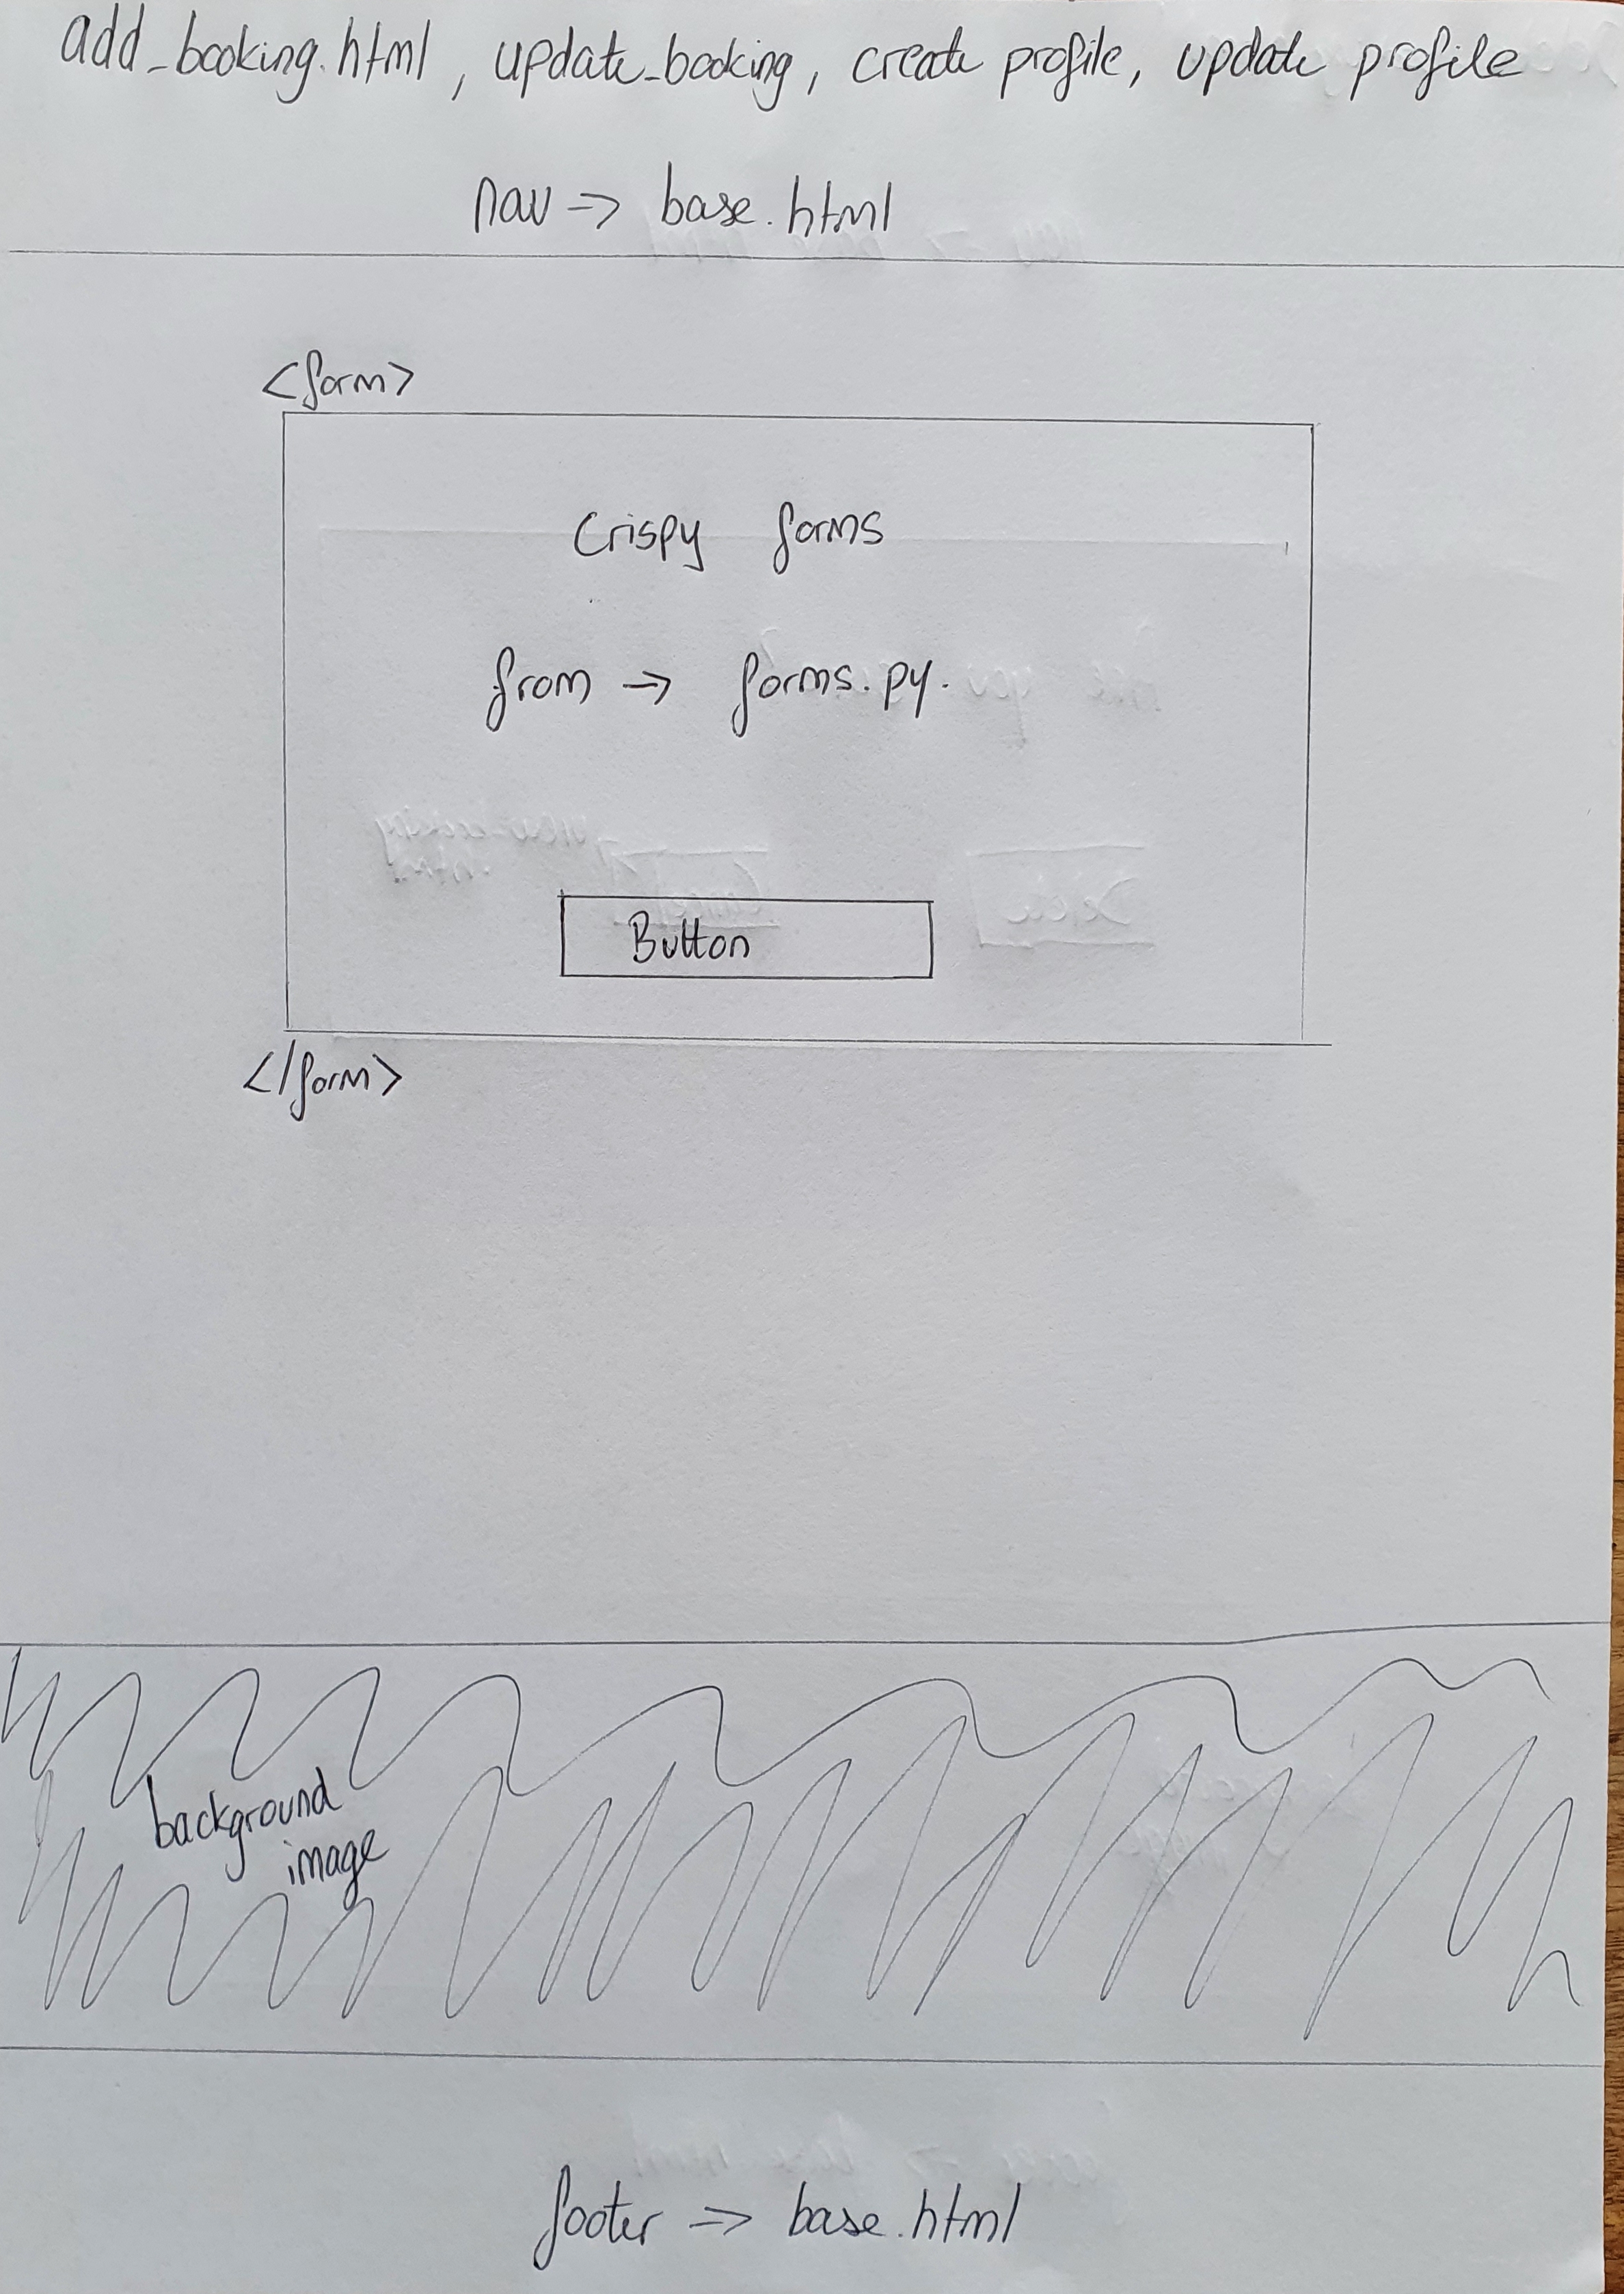 add_booking.html, update_booking, create profile, update profile
nav => base.html
<form>
Crispy forms
from -> forms.py.
Button
</form>
background
image
footer => base.html